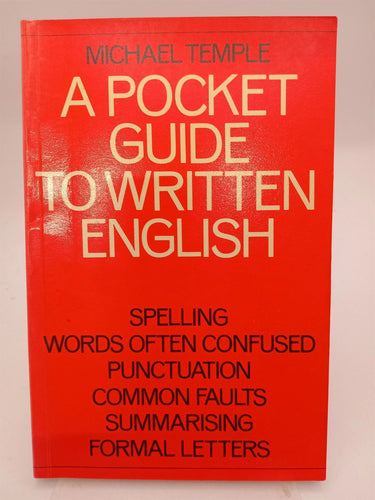 MICHAEL TEMPLE
A POCKET
GUIDE
TO WRITTEN
ENGLISH
SPELLING
WORDS OFTEN CONFUSED
PUNCTUATION
COMMON FAULTS
SUMMARISING
FORMAL LETTERS